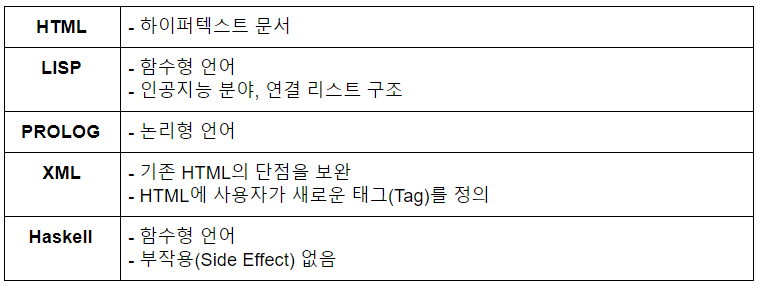 HTML
- 하이퍼텍스트 문서
LISP
- 함수형 언어
- 인공지능 분야, 연결 리스트 구조
PROLOG
- 논리형 언어
XML
- 기존 HTML의 단점을 보완
- HTML에 사용자가 새로운 태그(Tag)를 정의
Haskell
- 함수형 언어
- 부작용(Side Effect) 없음